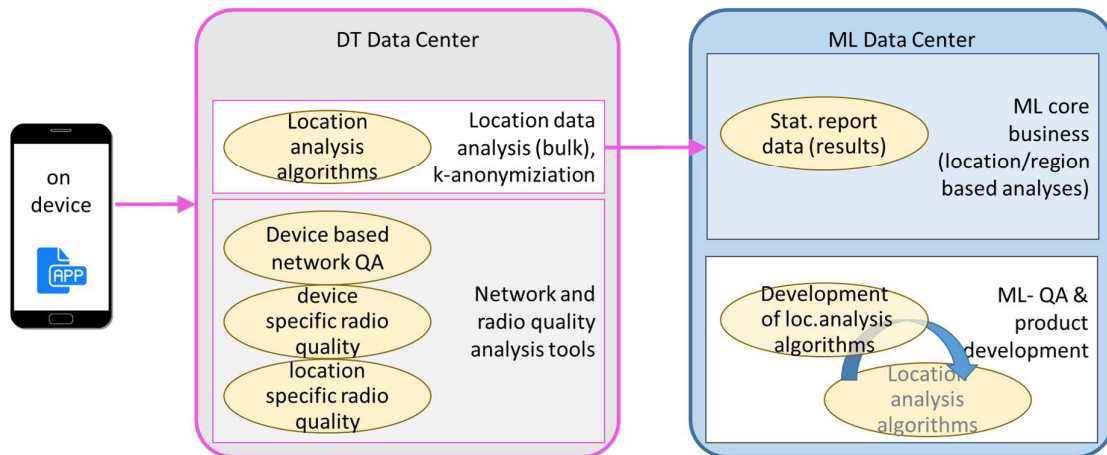 on
device
APP
DT Data Center
Location
analysis
algorithms
Location data
analysis (bulk),
k-anonymiziation
Device based
network QA
device
specific radio
quality
location
specific radio
quality
Network and
radio quality
analysis tools
ML Data Center
Stat. report
data (results)
ML core
business
(location/region
based analyses)
Development
of loc.analysis
algorithms
ML- QA &
product
development
Location
analysis
algorithms